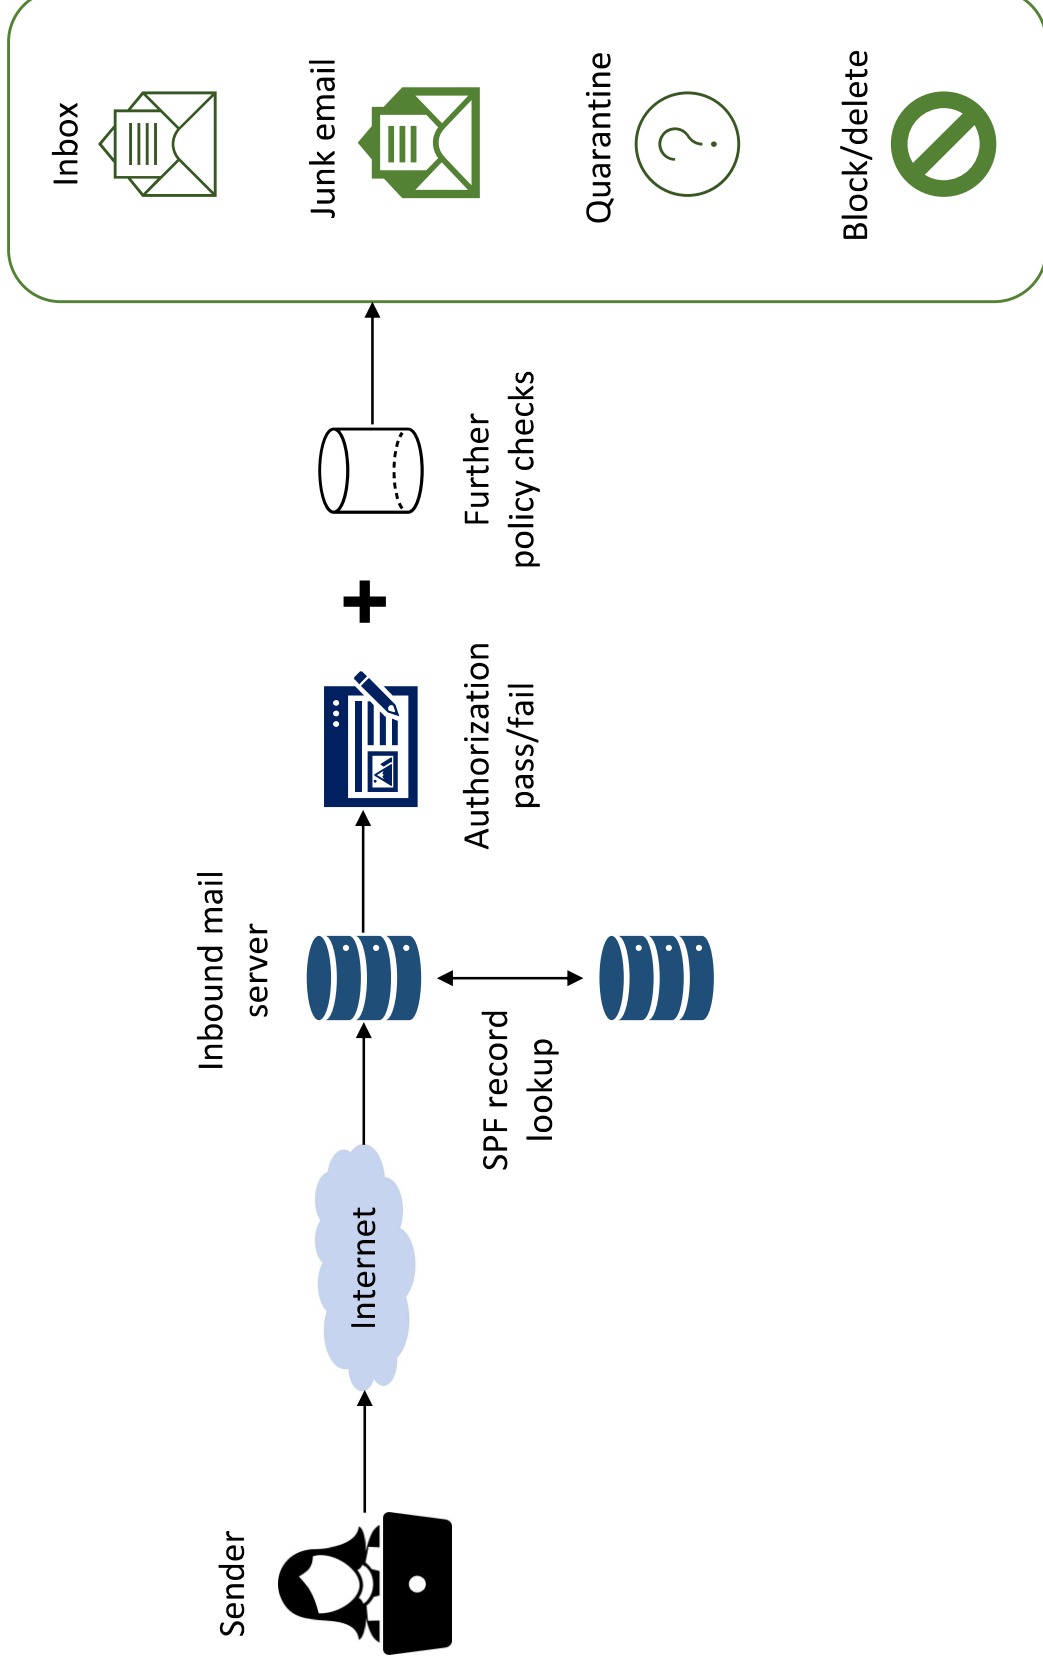 Sender
Internet
Inbound mail
server
SPF record
lookup
Authorization
pass/fail
Further
policy checks
Inbox
Junk email
Quarantine
Block/delete